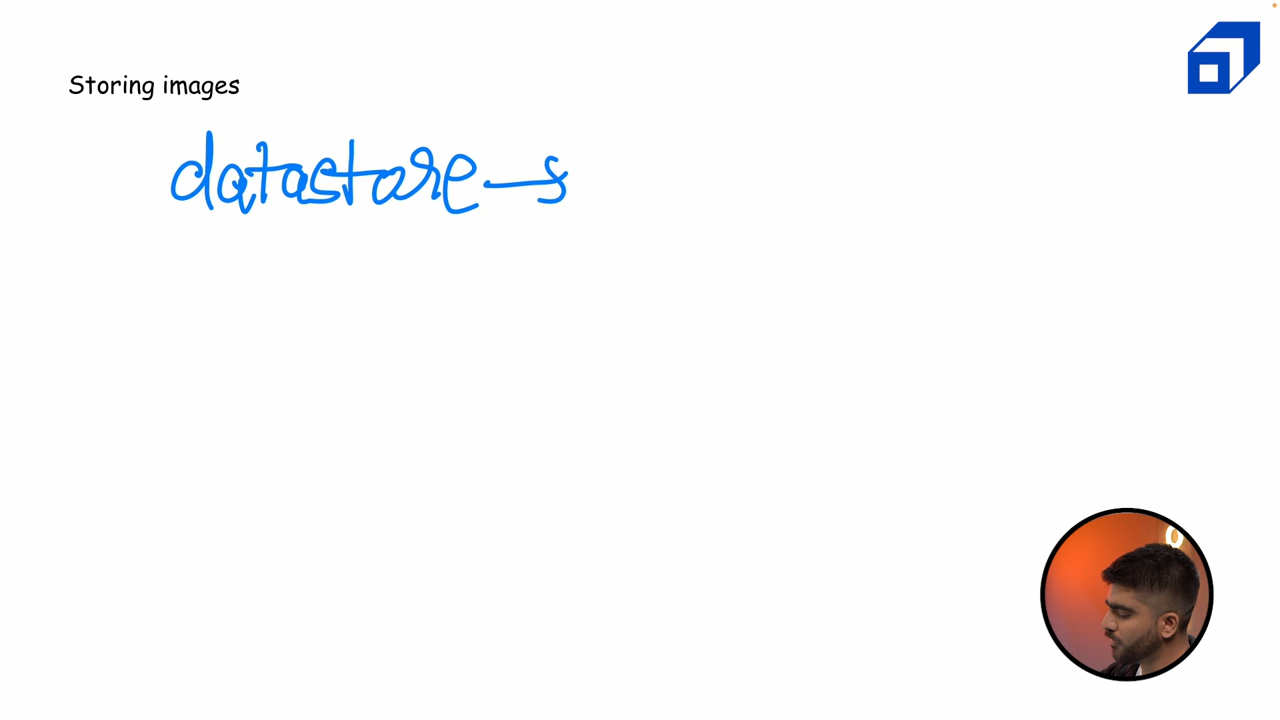 Storing images
datastore →